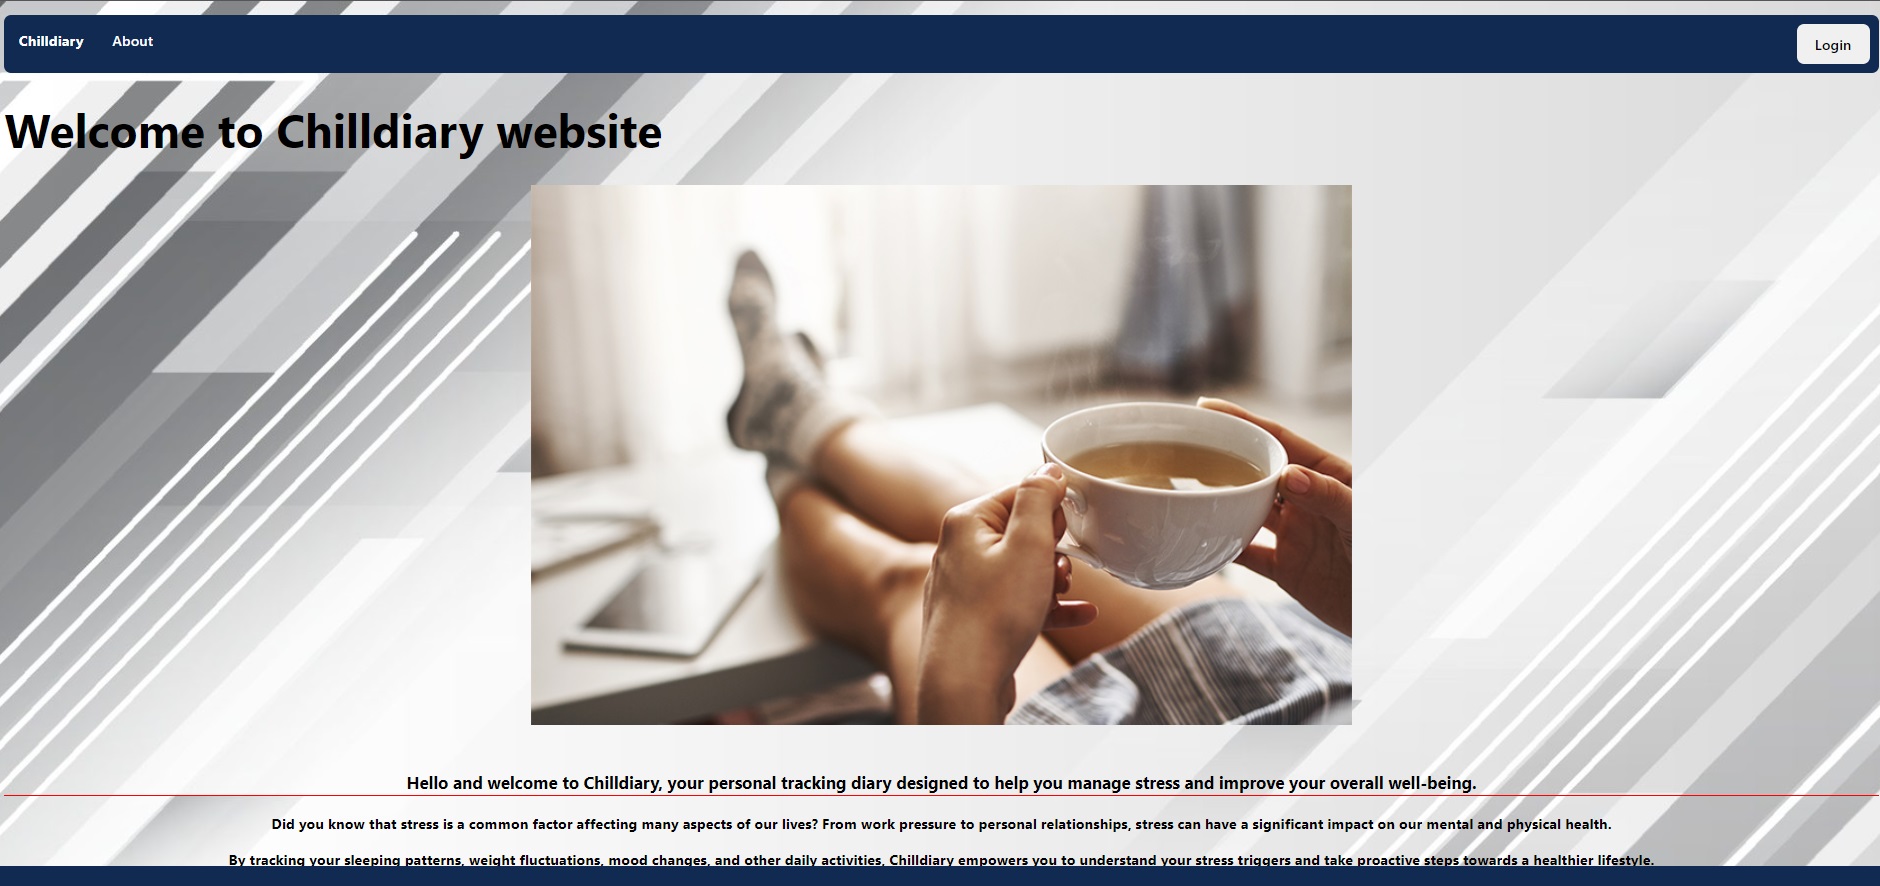 Chilldiary About Login
Welcome to Chilldiary website
Hello and welcome to Chilldiary, your personal tracking diary designed to help you manage stress and improve your overall well-being.
Did you know that stress is a common factor affecting many aspects of our lives? From work pressure to personal relationships, stress can have a significant impact on our mental and physical health.
By tracking your sleeping patterns, weight fluctuations, mood changes, and other daily activities, Chilldiary empowers you to understand your stress triggers and take proactive steps towards a healthier lifestyle.